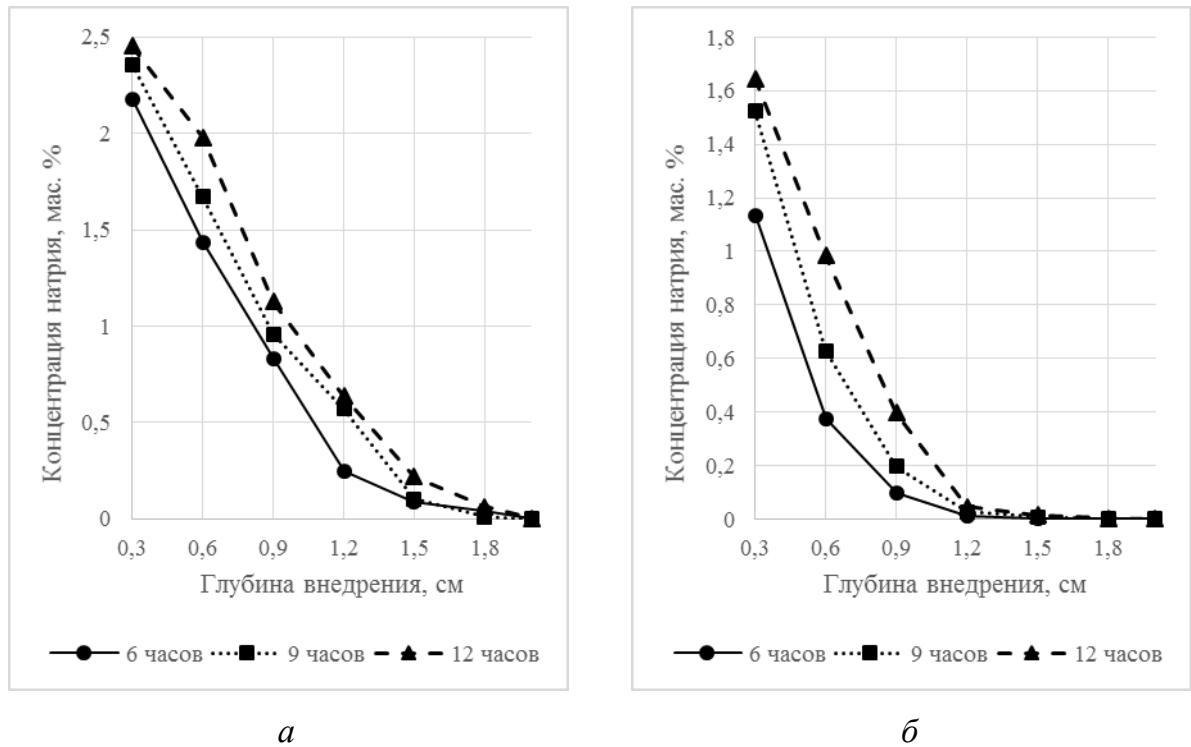 Концентрация натрия, мас. %
2,5
2
1,5
1
0,5
0
0,3 0,6 0,9 1,2 1,5 1,8
Глубина внедрения, см
6 часов 9 часов 12 часов
а
Концентрация натрия, мас. %
1,8
1,6
1,4
1,2
1
0,8
0,6
0,4
0,2
0
0,3 0,6 0,9 1,2 1,5 1,8
Глубина внедрения, см
6 часов 9 часов 12 часов
б